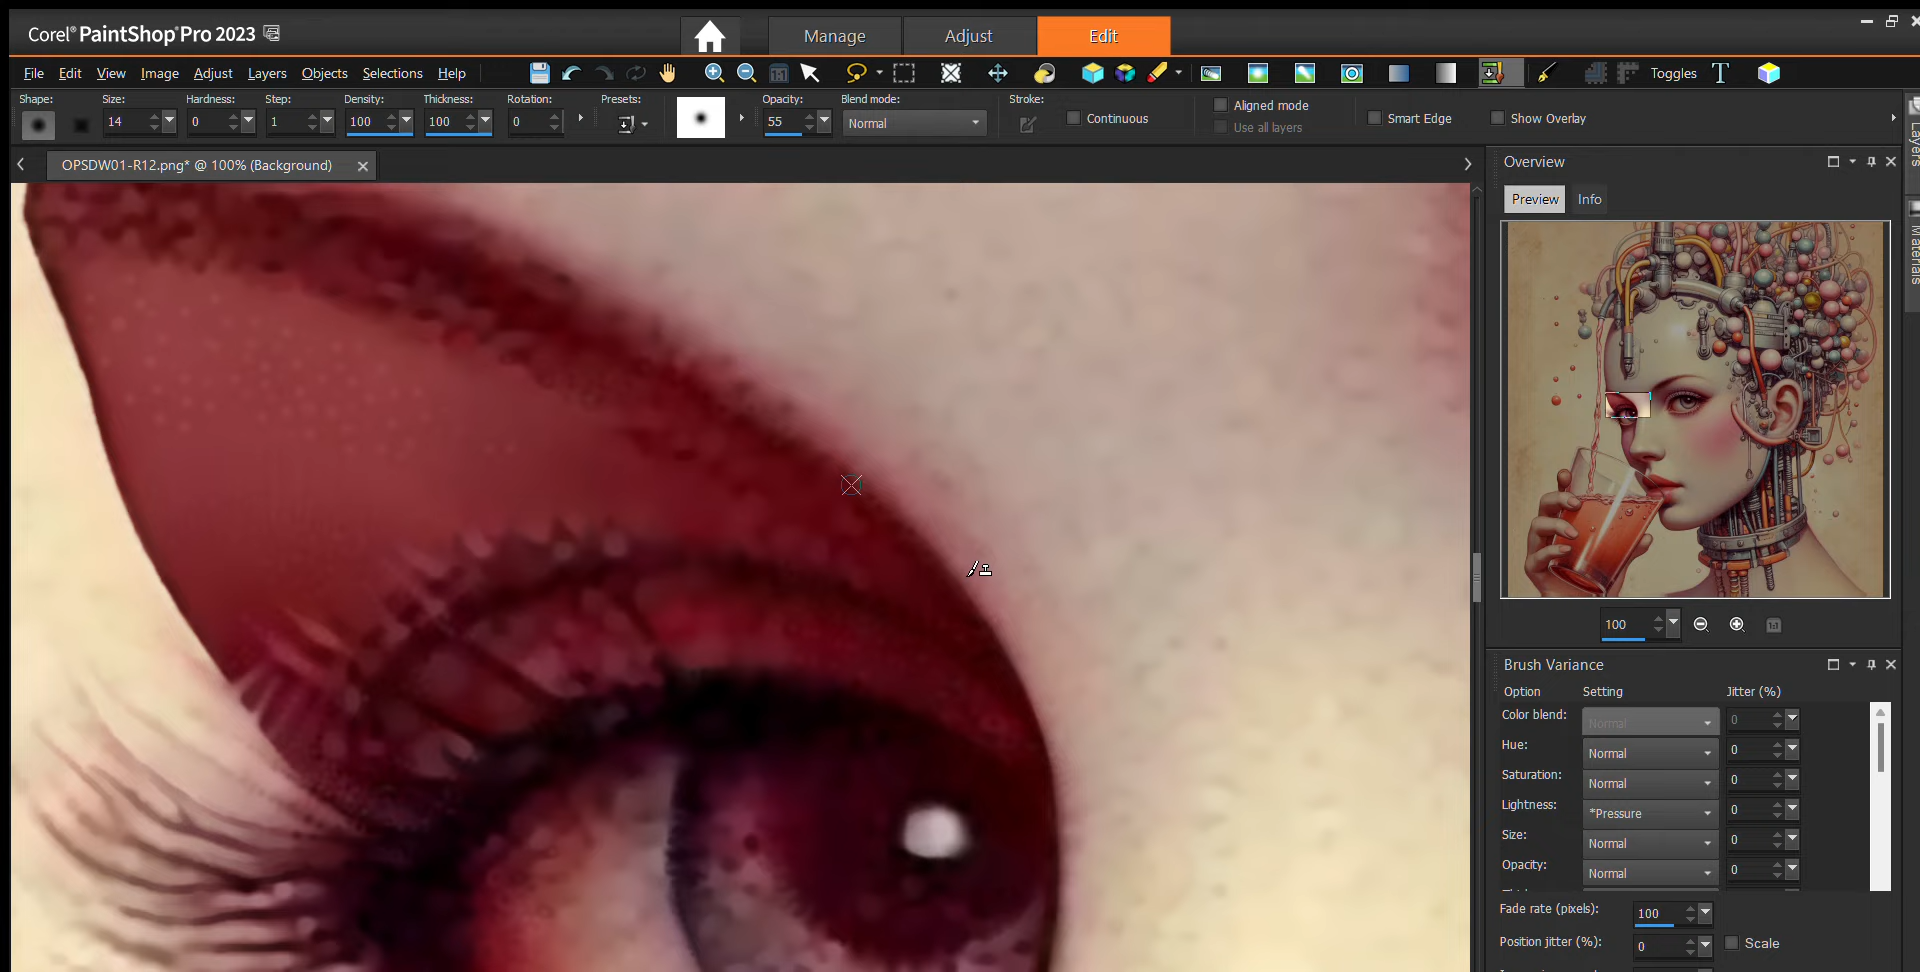 Corel® PaintShop® Pro 2023
Manage
Adjust
Edit
File Edit View Image Adjust Layers Objects Selections Help
1:1
Toggles
T
Shape: Size: Hardness: Step: Density: Thickness: Rotation: Presets: Opacity: Blend mode: Stroke:
14 0 1 100 100 0 55 Normal
Continuous
Aligned mode
Use all layers
Smart Edge
Show Overlay
OPSDW01-R12.png* @ 100% (Background)
Overview
Preview Info
100
1:1
Brush Variance
Option Setting Jitter (%)
Color blend: Normal 0
Hue: Normal 0
Saturation: Normal 0
Lightness: *Pressure 0
Size: Normal 0
Opacity: Normal 0
Fade rate (pixels): 100
Position jitter (%): 0 Scale
Layers
Materials